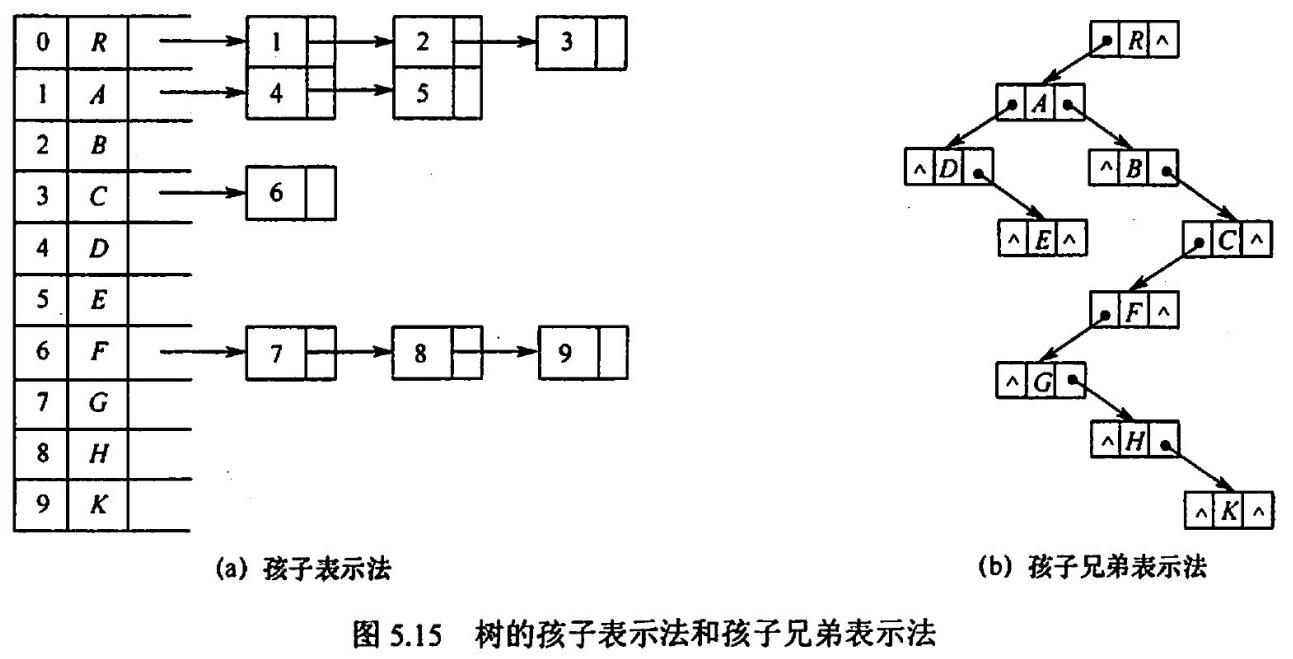 0 R 1 2 3
1 A 4 5
2 B
3 C 6
4 D
5 E
6 F 7 8 9
7 G
8 H
9 K
(a) 孩子表示法
R ^
A
^ D
^ B
^ E ^
C ^
F ^
^ G
^ H
^ K ^
(b) 孩子兄弟表示法
图 5.15 树的孩子表示法和孩子兄弟表示法